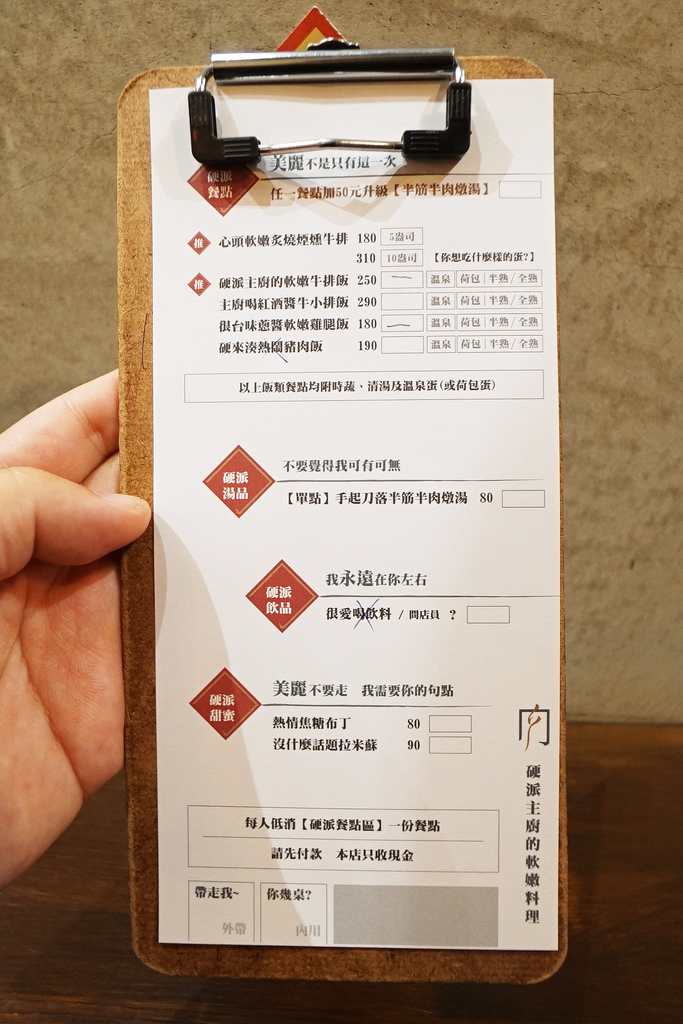 硬派
餐點
美麗不是只有這一次
任一餐點加50元升級【半筋半肉燉湯】
推 心頭軟嫩炙燒煙燻牛排 180 5盎司
310 10盎司 【你想吃什麼樣的蛋?】
推 硬派主廚的軟嫩牛排飯 250 溫泉 荷包|半熟/全熟
主廚喝紅酒醬牛小排飯 290 溫泉 荷包|半熟/全熟
很台味蔥醬軟嫩雞腿飯 180 溫泉 荷包|半熟/全熟
硬來湊熱鬧豬肉飯 190 溫泉 荷包|半熟/全熟
以上飯類餐點均附時蔬、清湯及溫泉蛋(或荷包蛋)
硬派
湯品
不要覺得我可有可無
【單點】手起刀落半筋半肉燉湯 80
硬派
飲品
我永遠在你左右
很愛喝飲料 / 問店員 ?
硬派
甜蜜
美麗不要走 我需要你的句點
熱情焦糖布丁 80
沒什麼話題拉米蘇 90
每人低消【硬派餐點區】一份餐點
請先付款 本店只收現金
帶走我~
外帶
你幾桌?
內用
硬派主廚的軟嫩料理